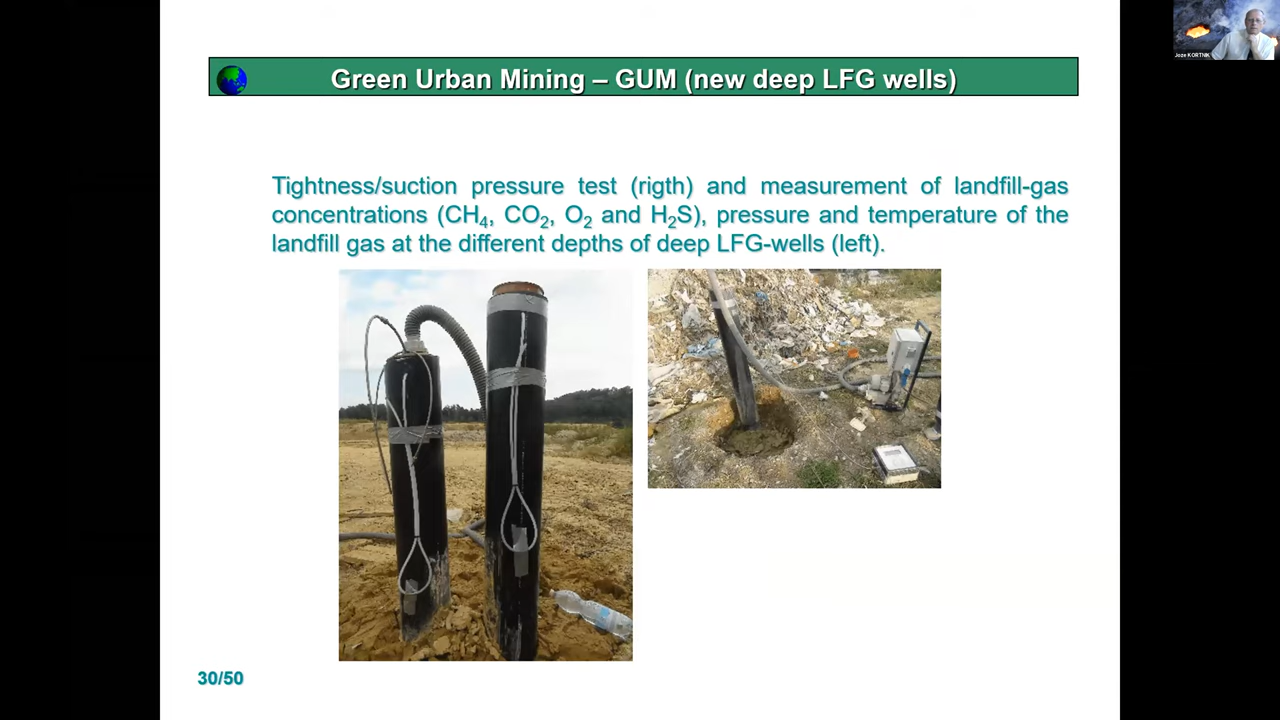 Joze KORTNIK
Green Urban Mining – GUM (new deep LFG wells)
Tightness/suction pressure test (rigth) and measurement of landfill-gas
concentrations (CH₄, CO₂, O₂ and H₂S), pressure and temperature of the
landfill gas at the different depths of deep LFG-wells (left).
30/50